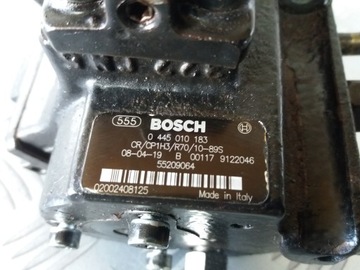 555 BOSCH
0 445 010 183
CR/CP1H3/R70/10-89S
08-04-19 B 00117 9122046
55209064
02002408125
Made in Italy